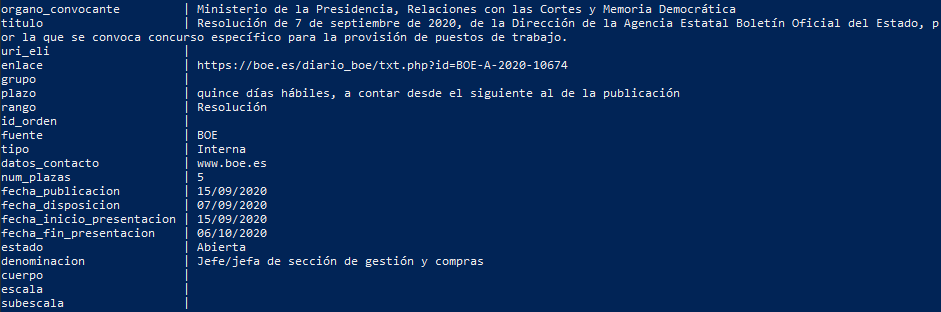 organo_convocante | Ministerio de la Presidencia, Relaciones con las Cortes y Memoria Democrática
titulo | Resolución de 7 de septiembre de 2020, de la Dirección de la Agencia Estatal Boletín Oficial del Estado, p
or la que se convoca concurso específico para la provisión de puestos de trabajo.
uri_eli |
enlace | https://boe.es/diario_boe/txt.php?id=BOE-A-2020-10674
grupo |
plazo | quince días hábiles, a contar desde el siguiente al de la publicación
rango | Resolución
id_orden |
fuente | BOE
tipo | Interna
datos_contacto | www.boe.es
num_plazas | 5
fecha_publicacion | 15/09/2020
fecha_disposicion | 07/09/2020
fecha_inicio_presentacion | 15/09/2020
fecha_fin_presentacion | 06/10/2020
estado | Abierta
denominacion | Jefe/jefa de sección de gestión y compras
cuerpo |
escala |
subescala |